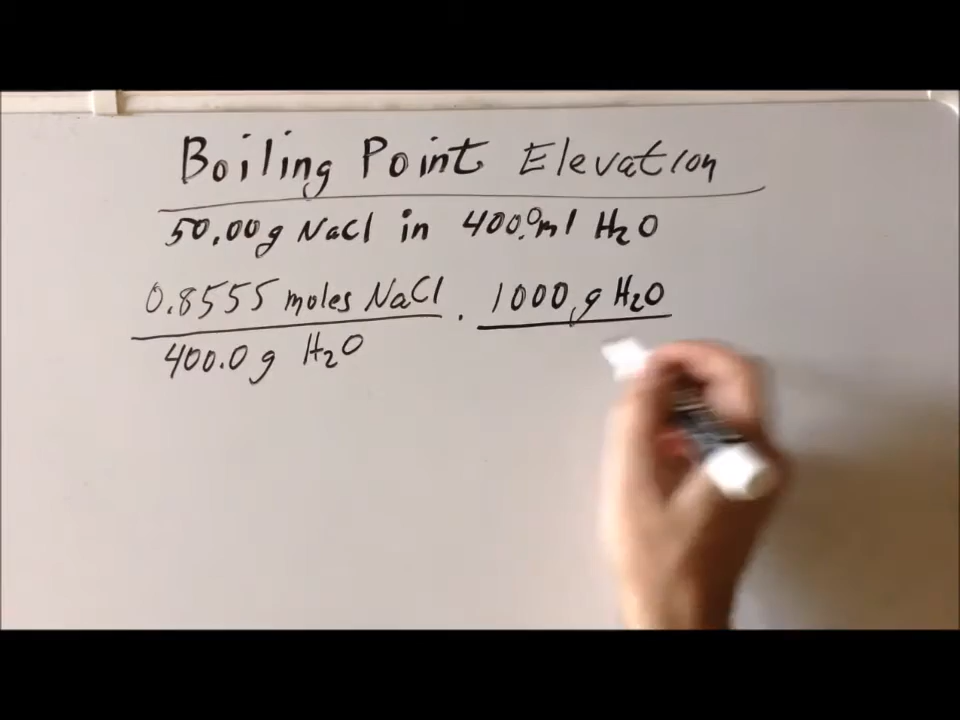 Boiling Point Elevation
50.00g NaCl in 400.0ml H2O
0.8555 moles NaCl . 1000 g H2O
400.0g H2O